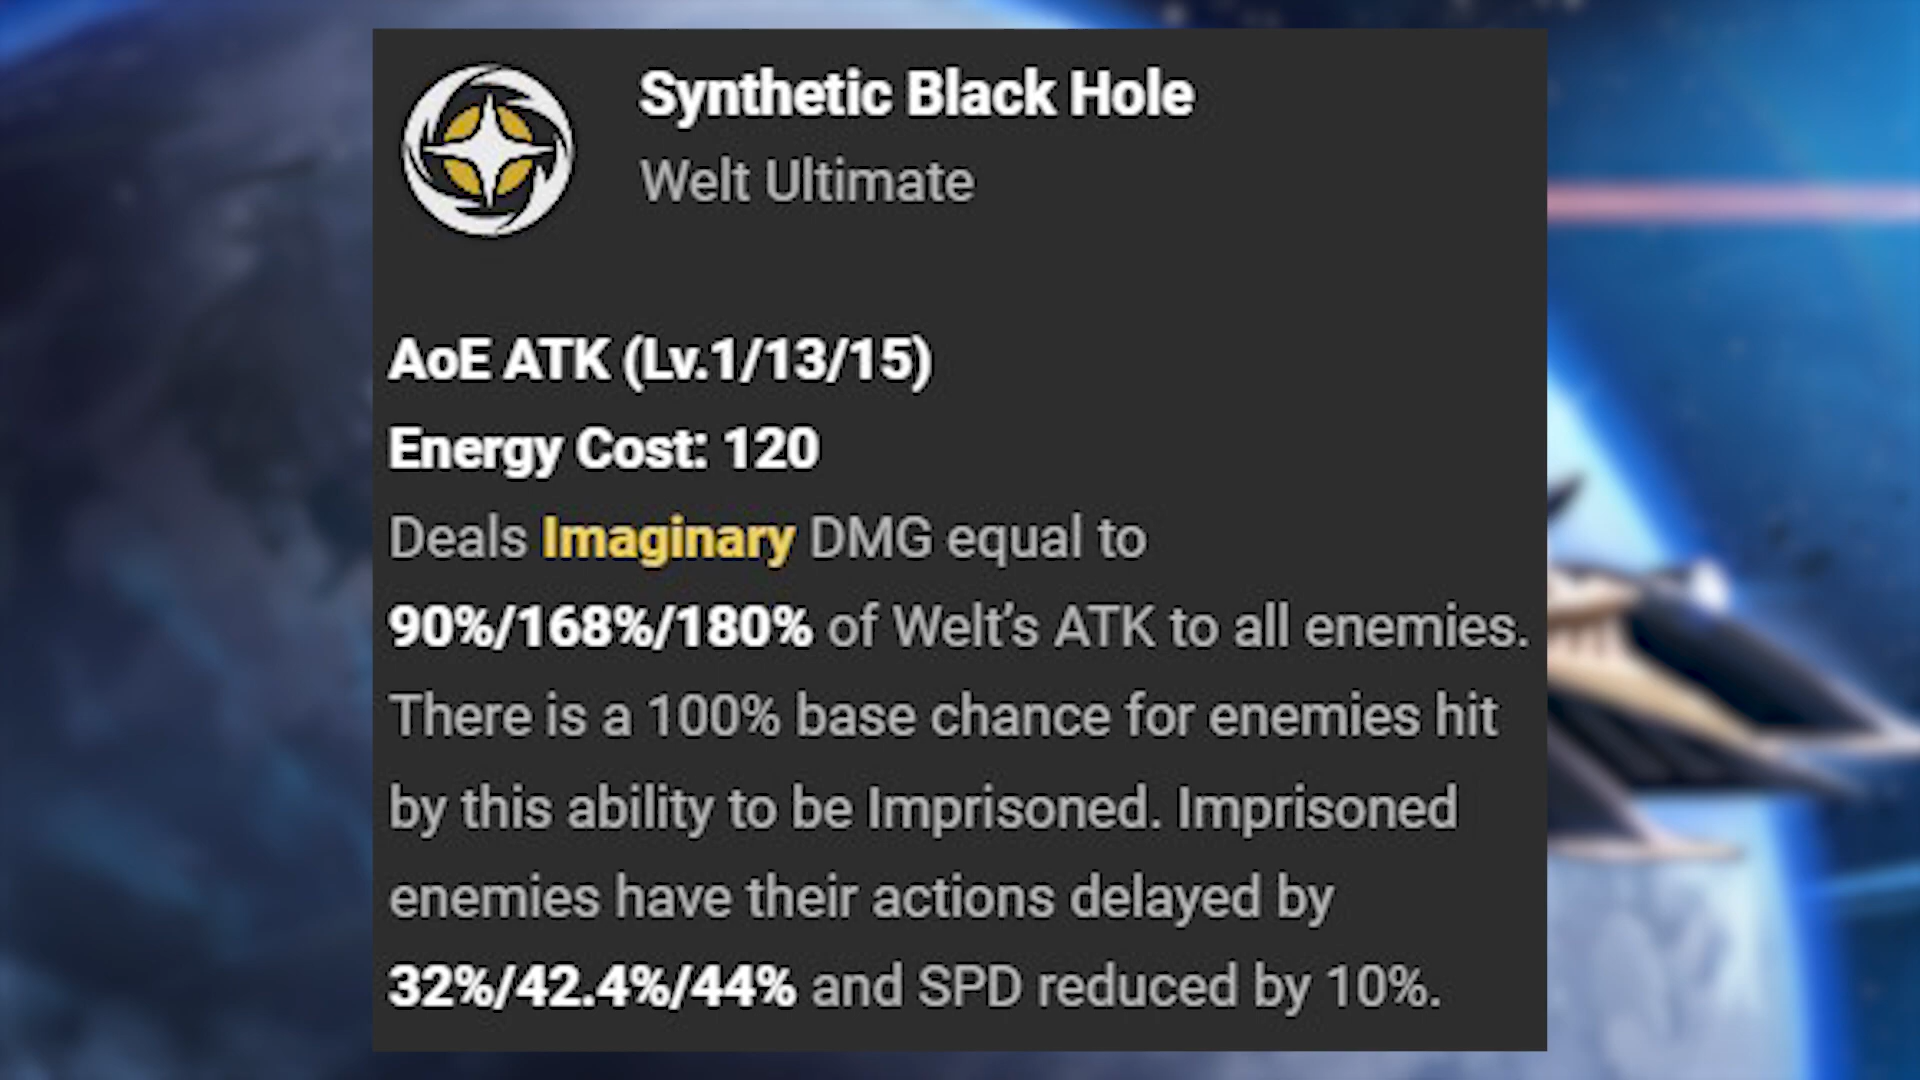 Synthetic Black Hole
Welt Ultimate
AoE ATK (Lv.1/13/15)
Energy Cost: 120
Deals Imaginary DMG equal to
90%/168%/180% of Welt’s ATK to all enemies.
There is a 100% base chance for enemies hit
by this ability to be Imprisoned. Imprisoned
enemies have their actions delayed by
32%/42.4%/44% and SPD reduced by 10%.